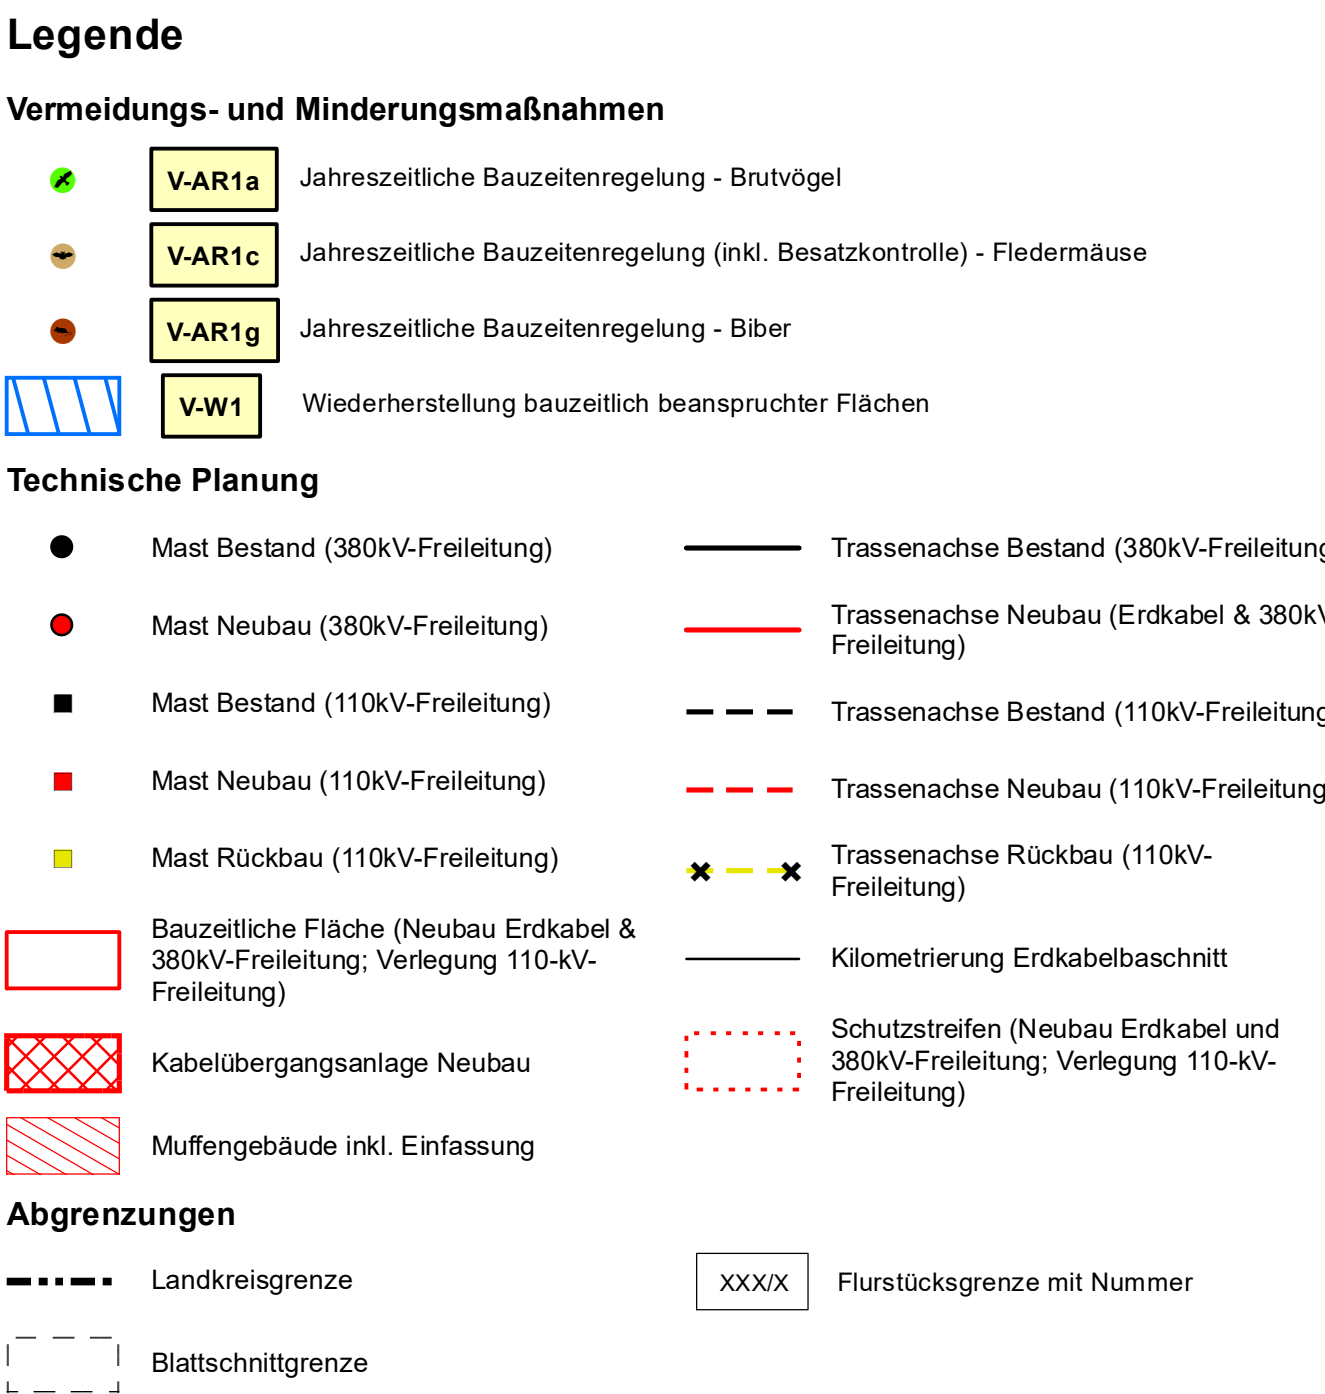 Legende
Vermeidungs- und Minderungsmaßnahmen
V-AR1a Jahreszeitliche Bauzeitenregelung - Brutvögel
V-AR1c Jahreszeitliche Bauzeitenregelung (inkl. Besatzkontrolle) - Fledermäuse
V-AR1g Jahreszeitliche Bauzeitenregelung - Biber
V-W1 Wiederherstellung bauzeitlich beanspruchter Flächen
Technische Planung
Mast Bestand (380kV-Freileitung)
Mast Neubau (380kV-Freileitung)
Mast Bestand (110kV-Freileitung)
Mast Neubau (110kV-Freileitung)
Mast Rückbau (110kV-Freileitung)
Bauzeitliche Fläche (Neubau Erdkabel &
380kV-Freileitung; Verlegung 110-kV-
Freileitung)
Kabelübergangsanlage Neubau
Muffengebäude inkl. Einfassung
Trassenachse Bestand (380kV-Freileitung
Trassenachse Neubau (Erdkabel & 380kV
Freileitung)
Trassenachse Bestand (110kV-Freileitung
Trassenachse Neubau (110kV-Freileitung
Trassenachse Rückbau (110kV-
Freileitung)
Kilometrierung Erdkabelbaschnitt
Schutzstreifen (Neubau Erdkabel und
380kV-Freileitung; Verlegung 110-kV-
Freileitung)
Abgrenzungen
Landkreisgrenze
Blattschnittgrenze
XXX/X Flurstücksgrenze mit Nummer